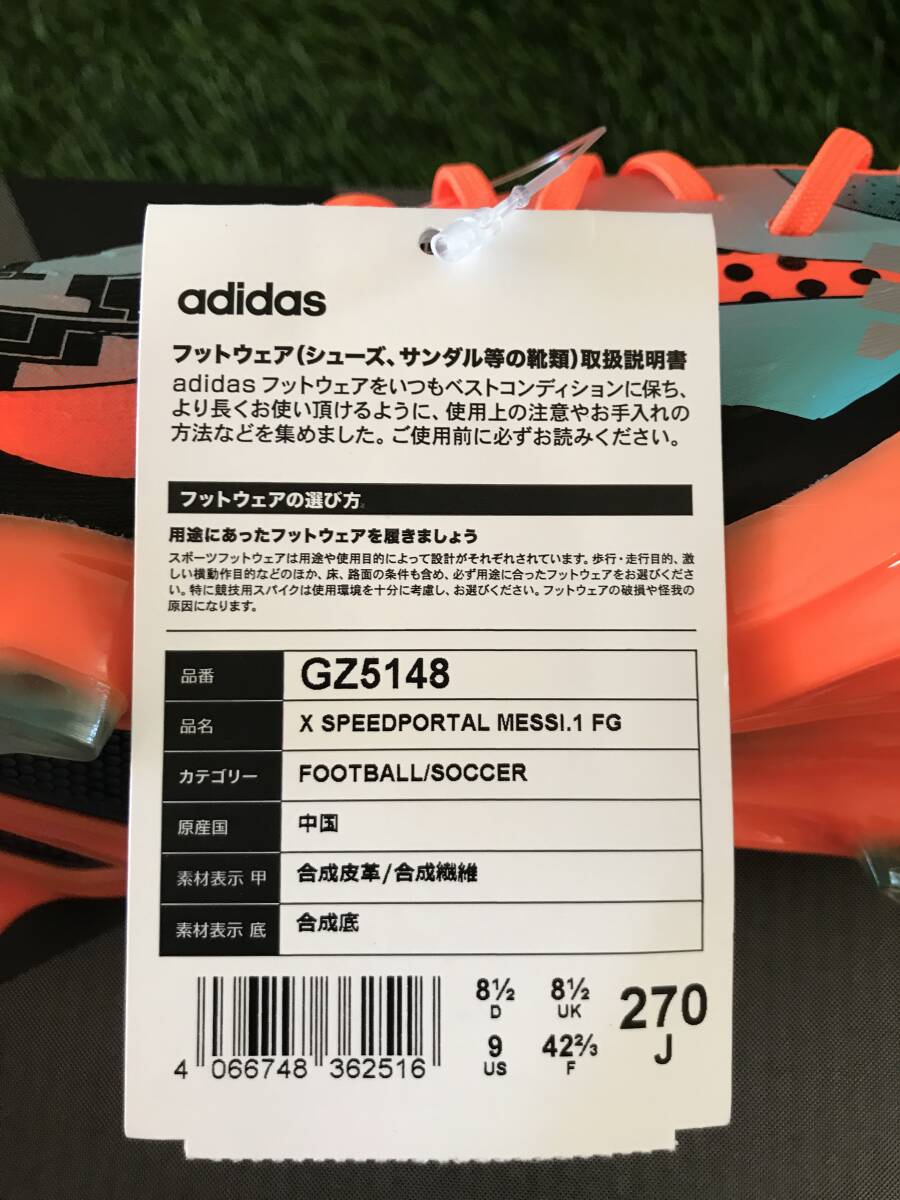 adidas
フットウェア(シューズ、サンダル等の靴類)取扱説明書
adidas フットウェアをいつもベストコンディションに保ち、
より長くお使い頂けるように、使用上の注意やお手入れの
方法などを集めました。ご使用前に必ずお読みください。
フットウェアの選び方
用途にあったフットウェアを履きましょう
スポーツフットウェアは用途や使用目的によって設計がそれぞれされています。歩行・走行目的、激
しい横動作目的などのほか、床、路面の条件も含め、必ず用途に合ったフットウェアをお選びくださ
い。特に競技用スパイクは使用環境を十分に考慮し、お選びください。フットウェアの破損や怪我の
原因になります。
品番 GZ5148
品名 X SPEEDPORTAL MESSI.1 FG
カテゴリー FOOTBALL/SOCCER
原産国 中国
素材表示 甲 合成皮革/合成繊維
素材表示 底 合成底
8½ 8½ 270
D UK
9 42⅔ J
US F
4 066748 362516